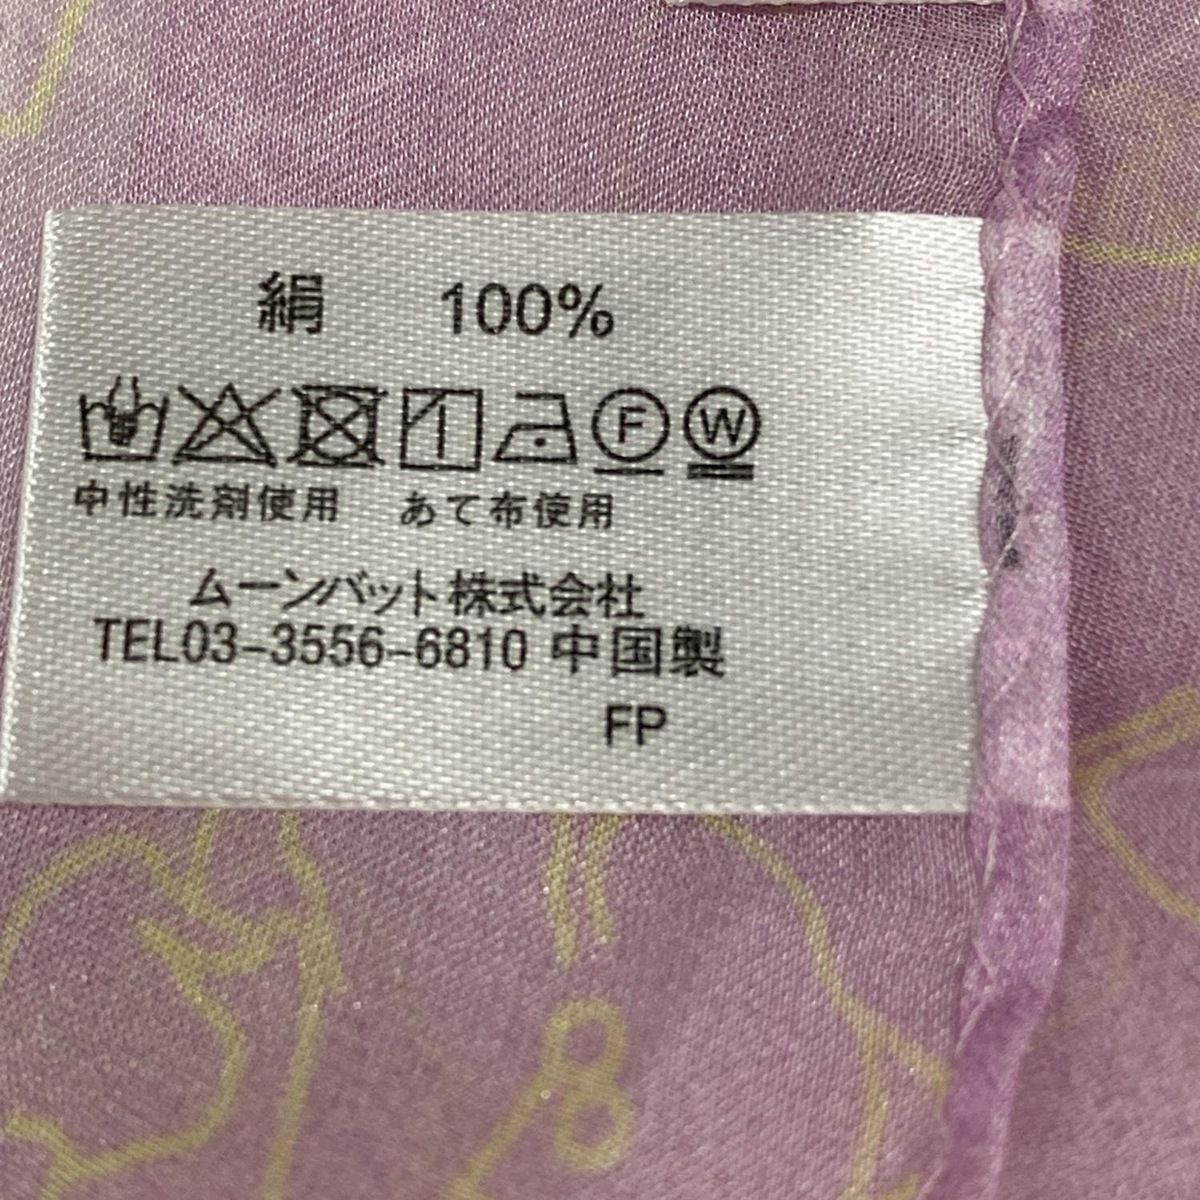 絹 100%
F W
中性洗剤使用 あて布使用
ムーンバット株式会社
TEL03-3556-6810 中国製
FP